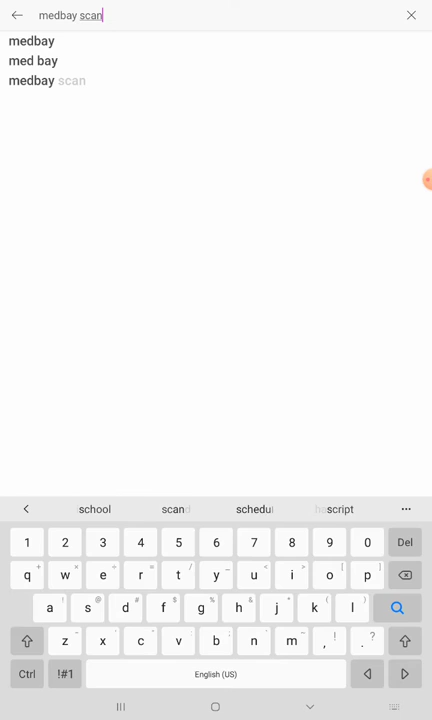 medbay scan
medbay
med bay
medbay scan
school scan schedul script
1 2 3 4 5 6 7 8 9 0 Del
q w e r t y u i o p
a s d f g h j k l
z x c v b n m , ! . ?
Ctrl !#1 English (US)